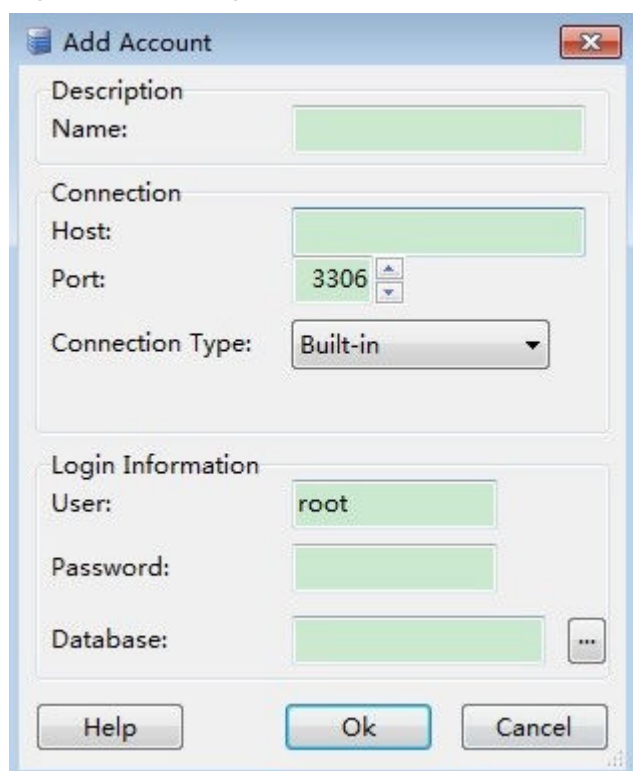 Add Account
Description
Name:
Connection
Host:
Port: 3306
Connection Type: Built-in
Login Information
User: root
Password:
Database: ...
Help Ok Cancel